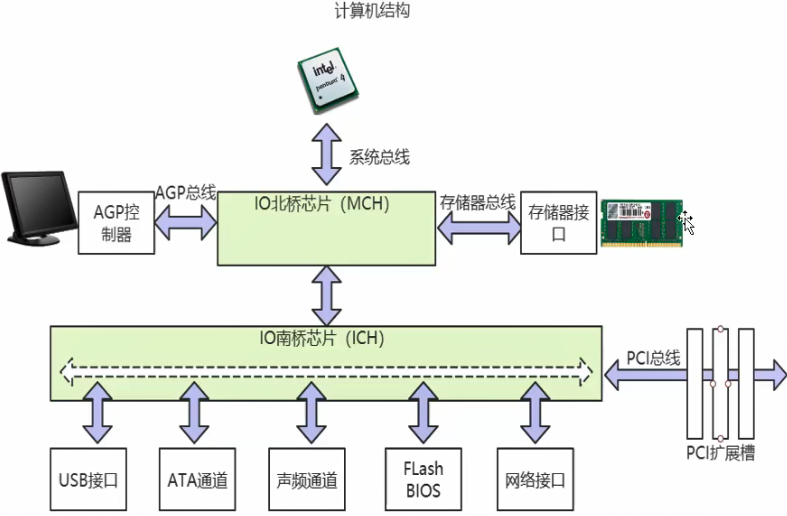 计算机结构
intel
pentium 4
系统总线
AGP总线
IO北桥芯片（MCH）
存储器总线
AGP控
制器
存储器接
口
IO南桥芯片（ICH）
PCI总线
PCI扩展槽
USB接口
ATA通道
声频通道
FLash
BIOS
网络接口